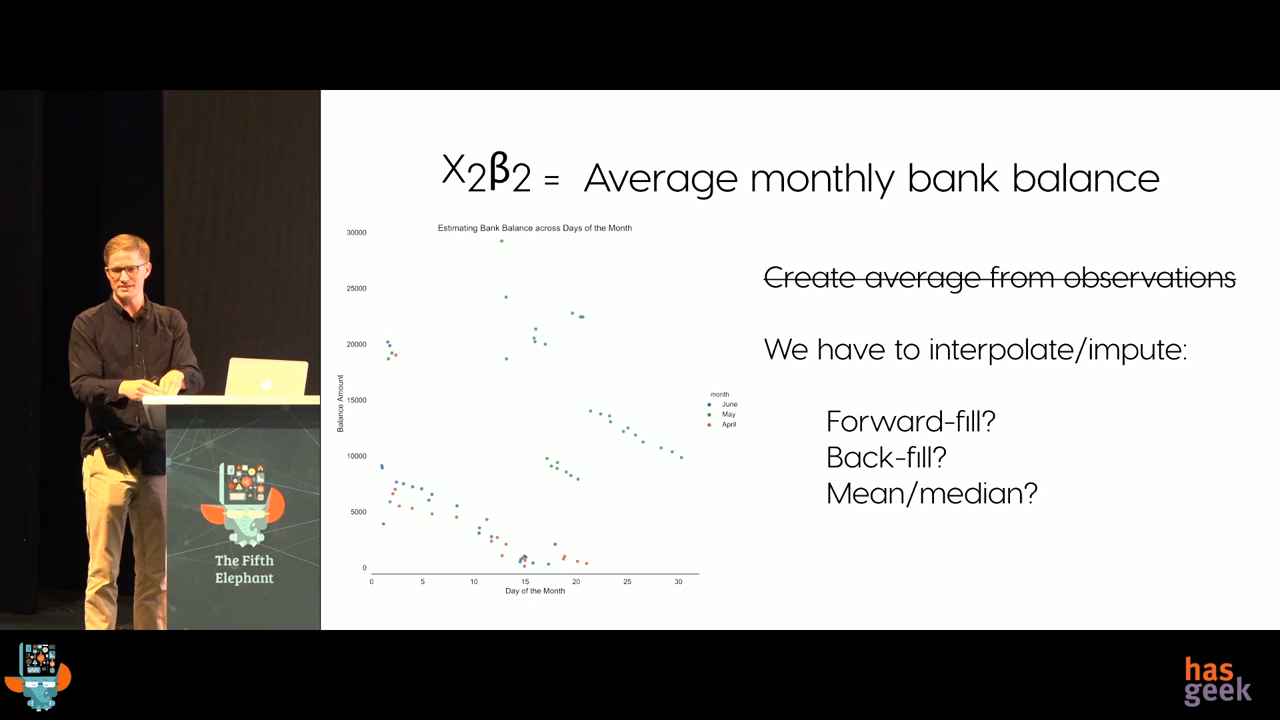 X2β2 = Average monthly bank balance
Estimating Bank Balance across Days of the Month
30000
25000
20000
15000
10000
5000
0
Balance Amount
0 5 10 15 20 25 30
Day of the Month
month
June
May
April
Create average from observations
We have to interpolate/impute:
Forward-fill?
Back-fill?
Mean/median?
The Fifth
Elephant
has
geek